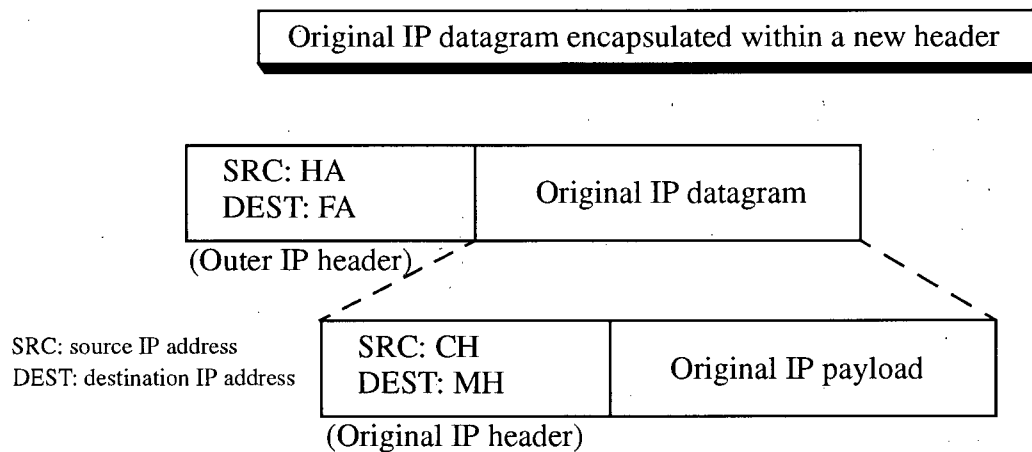 Original IP datagram encapsulated within a new header
SRC: HA
DEST: FA
Original IP datagram
(Outer IP header)
SRC: source IP address
DEST: destination IP address
SRC: CH
DEST: MH
Original IP payload
(Original IP header)